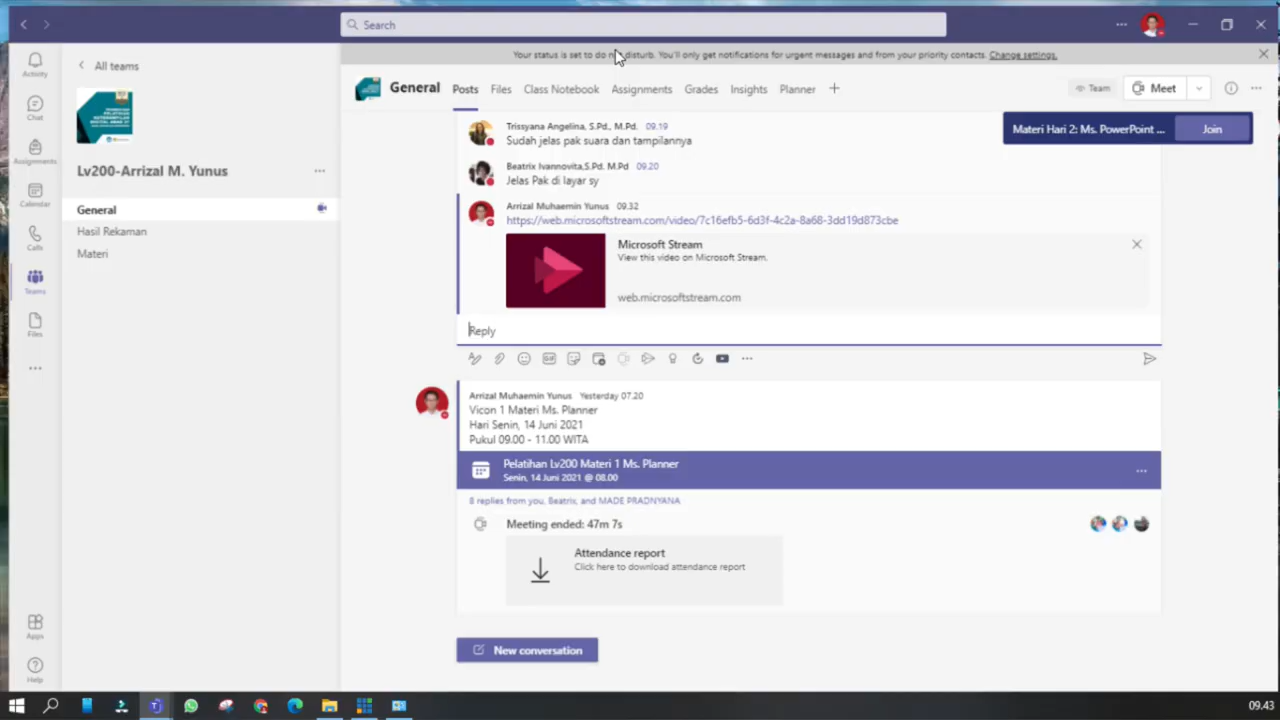 Search
Your status is set to do not disturb. You'll only get notifications for urgent messages and from your priority contacts. Change settings.
Activity
Chat
Assignments
Calendar
Calls
Teams
Files
Apps
Help
All teams
Lv200-Arrizal M. Yunus
General
Hasil Rekaman
Materi
General
Posts
Files
Class Notebook
Assignments
Grades
Insights
Planner
Team
Meet
Materi Hari 2: Ms. PowerPoint ...
Join
Trissyana Angelina, S.Pd., M.Pd. 09.19
Sudah jelas pak suara dan tampilannya
Beatrix Ivannovita,S.Pd. M.Pd 09.20
Jelas Pak di layar sy
Arrizal Muhaemin Yunus 09.32
https://web.microsoftstream.com/video/7c16efb5-6d3f-4c2a-8a68-3dd19d873cbe
Microsoft Stream
View this video on Microsoft Stream.
web.microsoftstream.com
Reply
GIF
Arrizal Muhaemin Yunus Yesterday 07.20
Vicon 1 Materi Ms. Planner
Hari Senin, 14 Juni 2021
Pukul 09.00 - 11.00 WITA
Pelatihan Lv200 Materi 1 Ms. Planner
Senin, 14 Juni 2021 @ 08.00
8 replies from you, Beatrix, and MADE PRADNYANA
Meeting ended: 47m 7s
Attendance report
Click here to download attendance report
New conversation
09.43